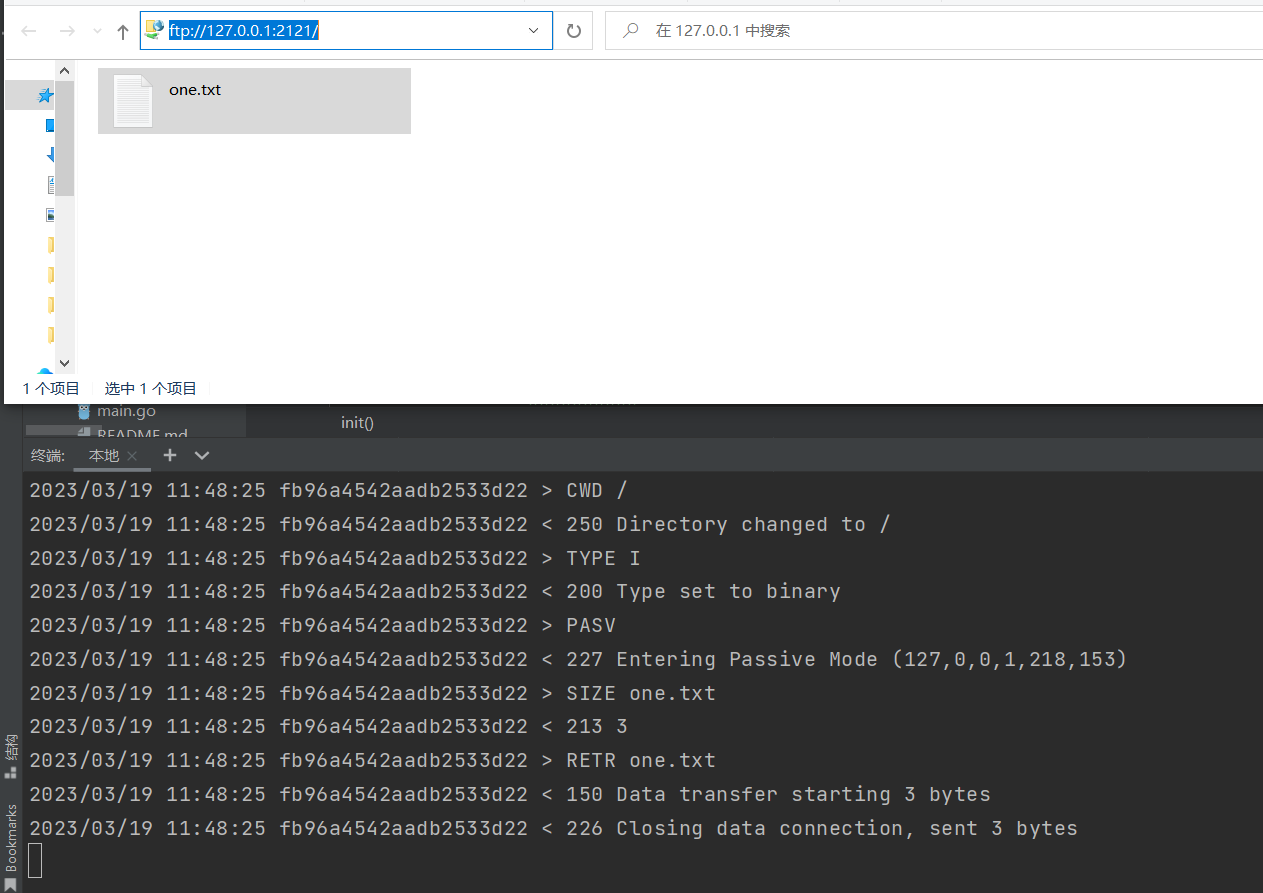 ftp://127.0.0.1:2121/
在 127.0.0.1 中搜索
one.txt
1 个项目 选中 1 个项目
main.go
README.md
init()
终端: 本地
2023/03/19 11:48:25 fb96a4542aadb2533d22 > CWD /
2023/03/19 11:48:25 fb96a4542aadb2533d22 < 250 Directory changed to /
2023/03/19 11:48:25 fb96a4542aadb2533d22 > TYPE I
2023/03/19 11:48:25 fb96a4542aadb2533d22 < 200 Type set to binary
2023/03/19 11:48:25 fb96a4542aadb2533d22 > PASV
2023/03/19 11:48:25 fb96a4542aadb2533d22 < 227 Entering Passive Mode (127,0,0,1,218,153)
2023/03/19 11:48:25 fb96a4542aadb2533d22 > SIZE one.txt
2023/03/19 11:48:25 fb96a4542aadb2533d22 < 213 3
2023/03/19 11:48:25 fb96a4542aadb2533d22 > RETR one.txt
2023/03/19 11:48:25 fb96a4542aadb2533d22 < 150 Data transfer starting 3 bytes
2023/03/19 11:48:25 fb96a4542aadb2533d22 < 226 Closing data connection, sent 3 bytes
结构
Bookmarks